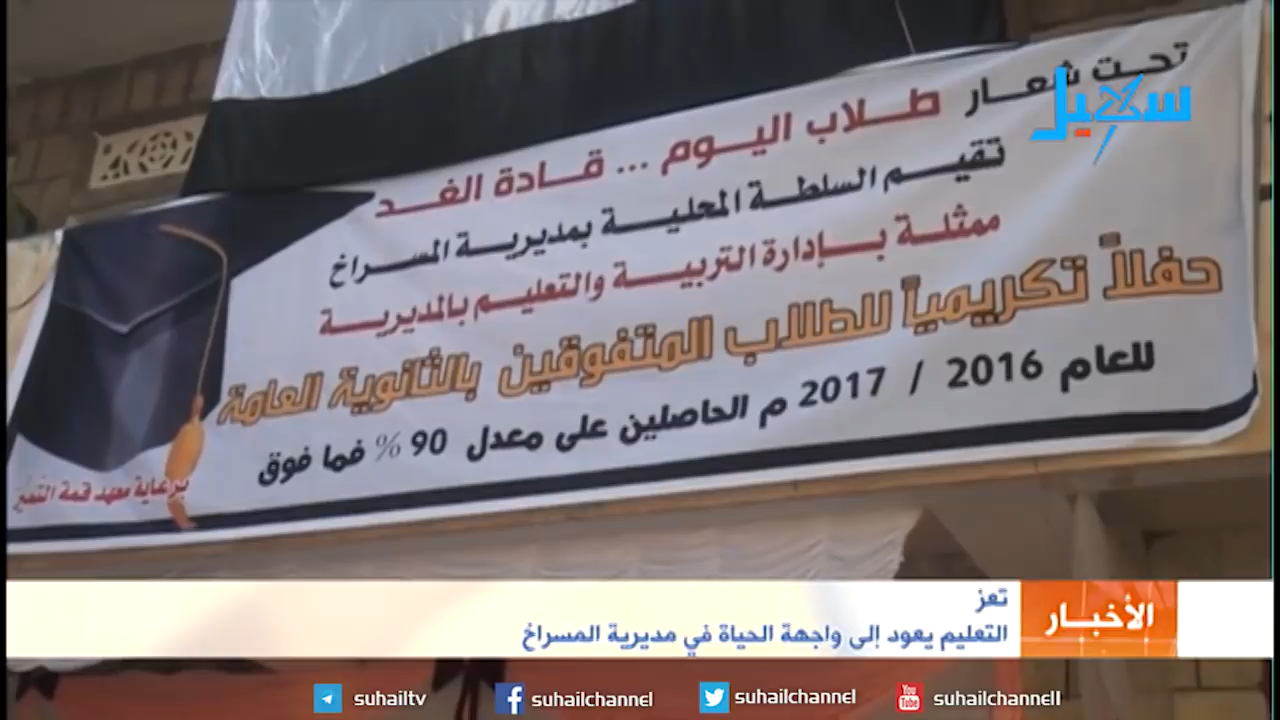 تحت شعار طلاب اليوم ... قادة الغد
سهيل
تقيم السلطة المحلية بمديرية المسراخ
ممثلة بإدارة التربية والتعليم بالمديرية
حفلاً تكريمياً للطلاب المتفوقين بالثانوية العامة
للعام 2016 / 2017 م الحاصلين على معدل 90 % فما فوق
برعاية معهد قمة التميز
الأخبار
تعز
التعليم يعود إلى واجهة الحياة في مديرية المسراخ
suhailtv
suhailchannel
suhailchannel
You Tube
suhailchannell